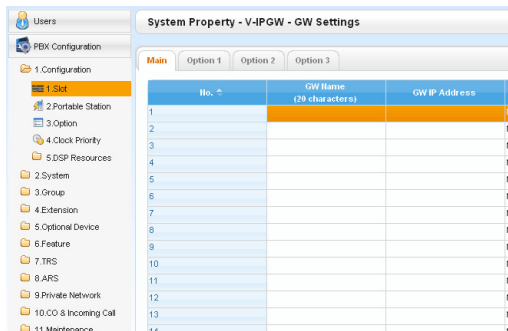 Users
PBX Configuration
1.Configuration
1.Slot
2.Portable Station
3.Option
4.Clock Priority
5.DSP Resources
2.System
3.Group
4.Extension
5.Optional Device
6.Feature
7.TRS
8.ARS
9.Private Network
10.CO & Incoming Call
11.Maintenance
System Property - V-IPGW - GW Settings
Main Option 1 Option 2 Option 3
No. GW Name (20 characters) GW IP Address
1
2
3
4
5
6
7
8
9
10
11
12
13
14